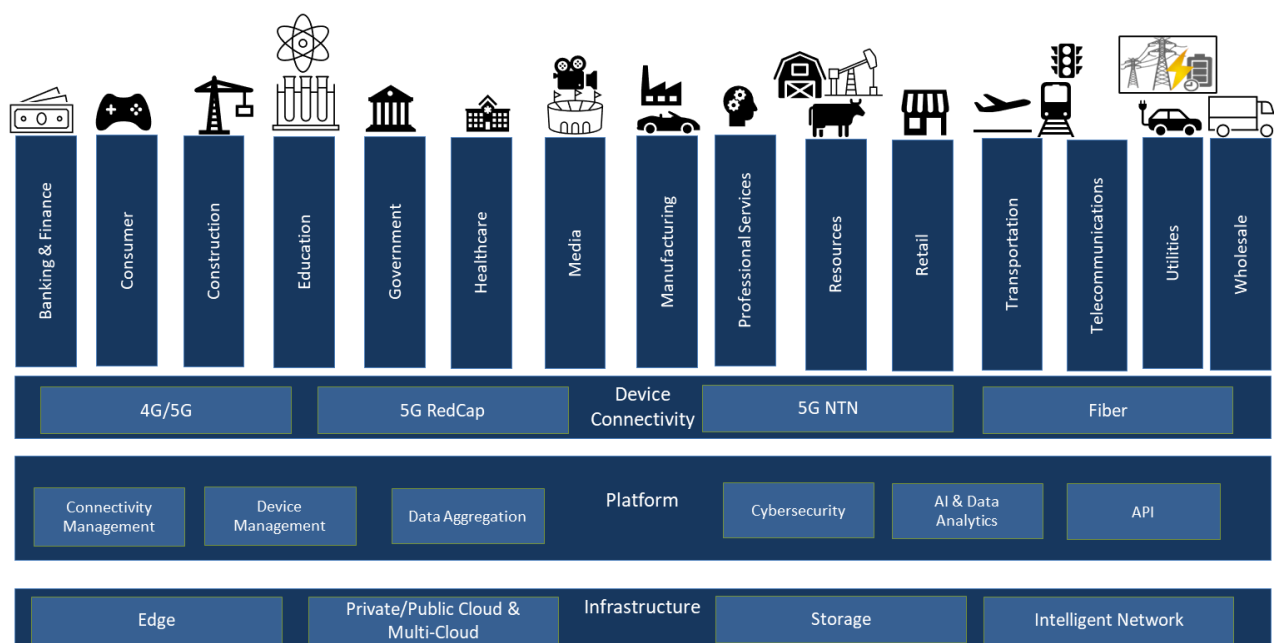 Banking & Finance
Consumer
Construction
Education
Government
Healthcare
Media
Manufacturing
Professional Services
Resources
Retail
Transportation
Telecommunications
Utilities
Wholesale
4G/5G
5G RedCap
Device
Connectivity
5G NTN
Fiber
Connectivity
Management
Device
Management
Data Aggregation
Platform
Cybersecurity
AI & Data
Analytics
API
Edge
Private/Public Cloud &
Multi-Cloud
Infrastructure
Storage
Intelligent Network